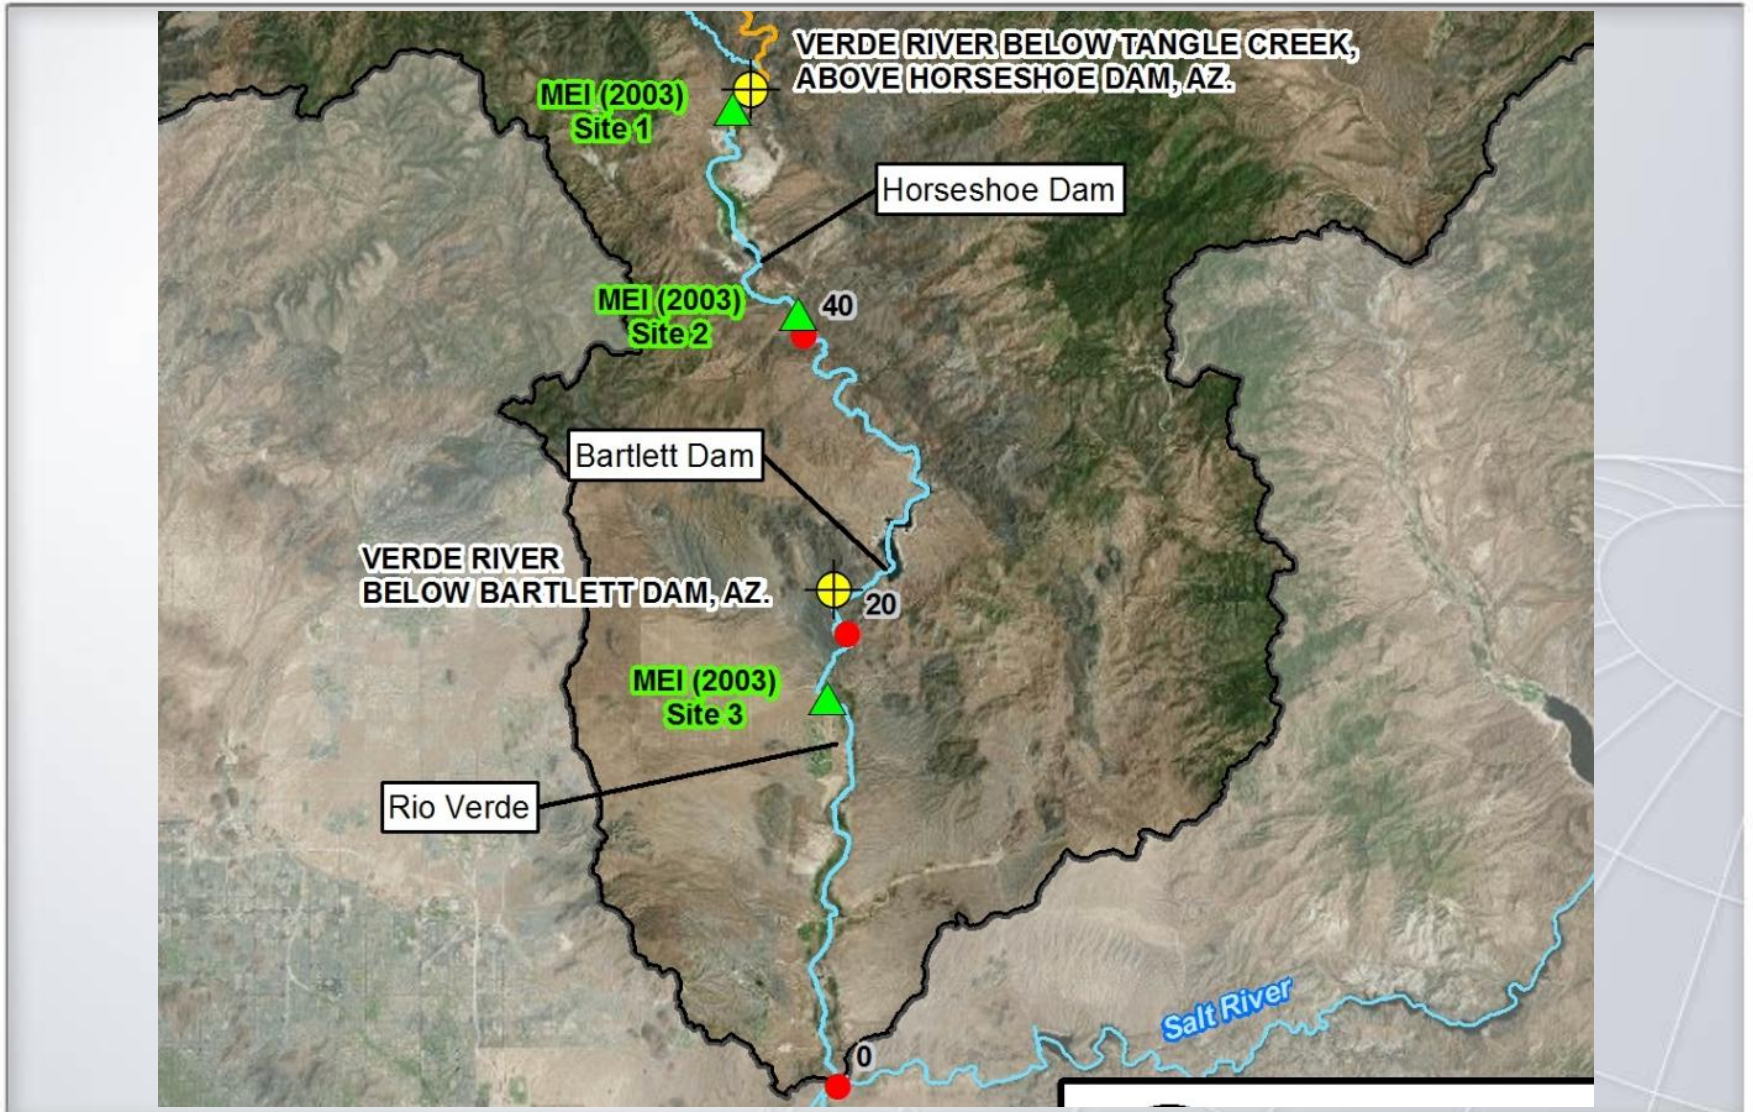 VERDE RIVER BELOW TANGLE CREEK,
ABOVE HORSESHOE DAM, AZ.
MEI (2003)
Site 1
Horseshoe Dam
MEI (2003)
Site 2
40
Bartlett Dam
VERDE RIVER
BELOW BARTLETT DAM, AZ.
20
MEI (2003)
Site 3
Rio Verde
Salt River
0